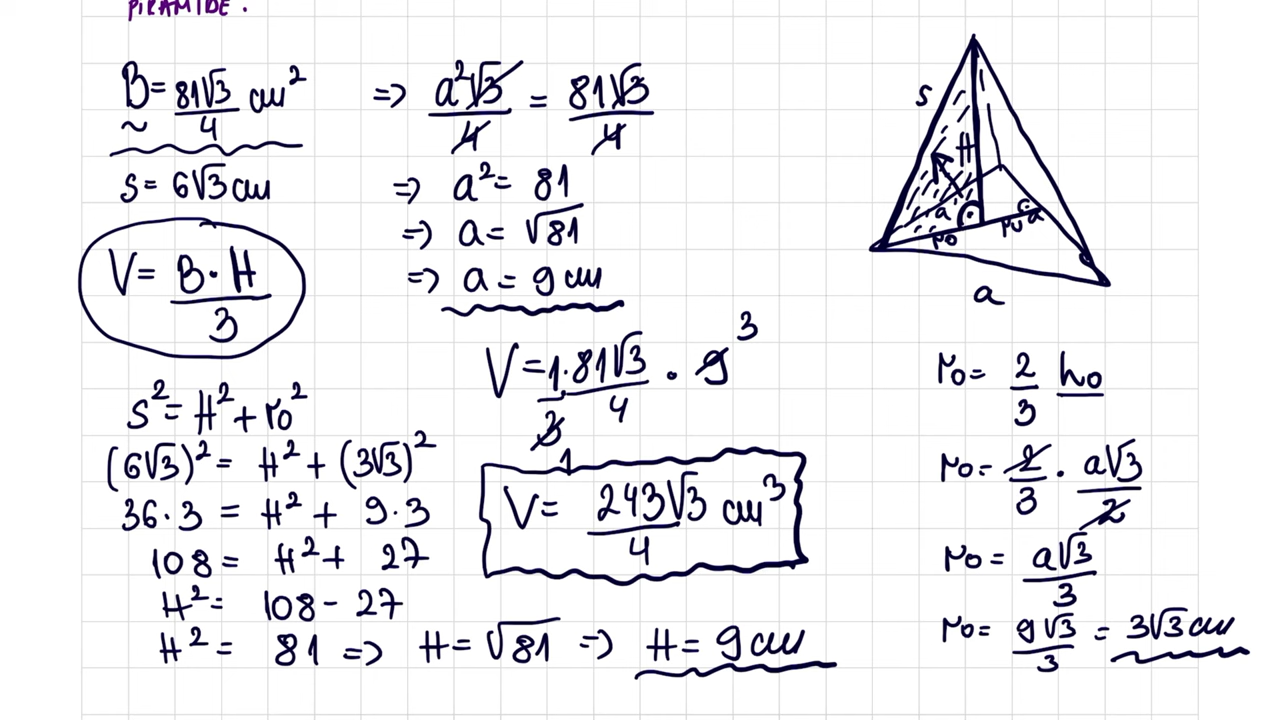 PIRAMIDE.
B = 81√3/4 cm² => a²√3/4 = 81√3/4
s = 6√3 cm => a² = 81
=> a = √81
V = B·H/3 => a = 9 cm
V = 1·81√3/3·4 · 9 3
1
s² = H² + r₀²
(6√3)² = H² + (3√3)²
36·3 = H² + 9·3
108 = H² + 27
H² = 108 - 27
H² = 81 => H = √81 => H = 9 cm
V = 243√3/4 cm³
s
H
a
r₀
a
r₀ = 2/3 h₀
r₀ = 2/3 · a√3/2
r₀ = a√3/3
r₀ = 9√3/3 = 3√3 cm